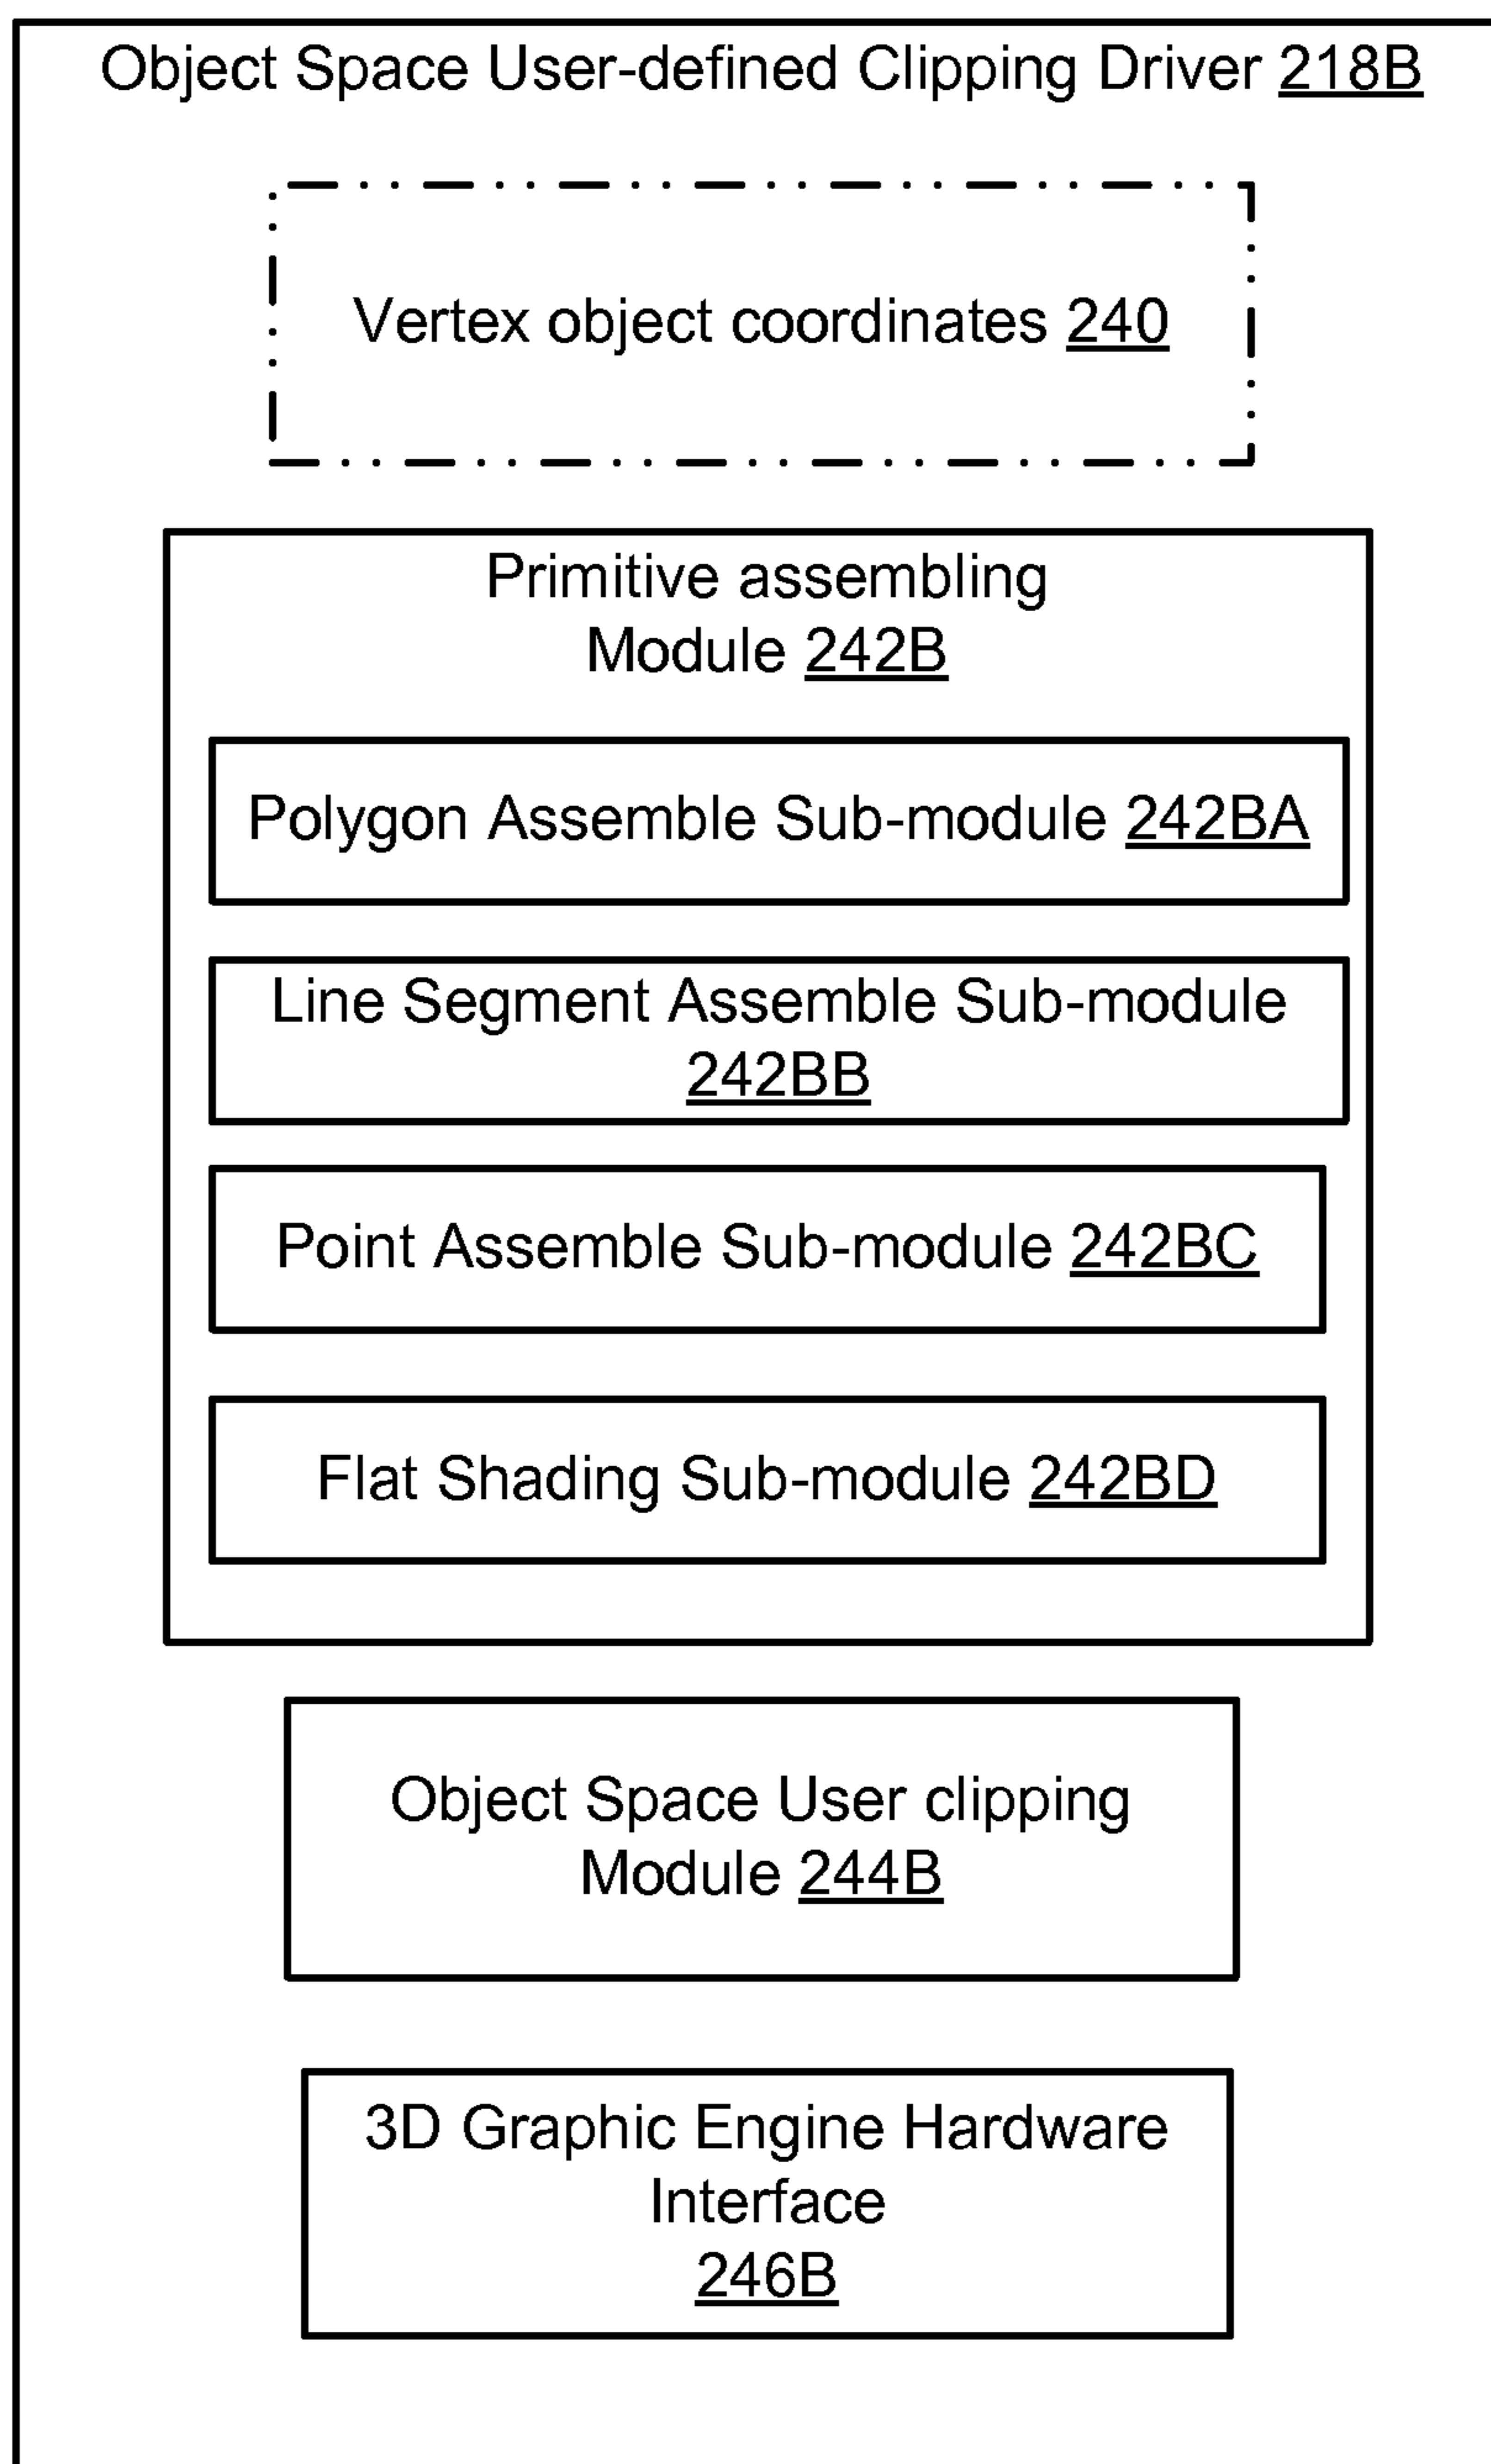 Object Space User-defined Clipping Driver 218B
Vertex object coordinates 240
Primitive assembling
Module 242B
Polygon Assemble Sub-module 242BA
Line Segment Assemble Sub-module
242BB
Point Assemble Sub-module 242BC
Flat Shading Sub-module 242BD
Object Space User clipping
Module 244B
3D Graphic Engine Hardware
Interface
246B